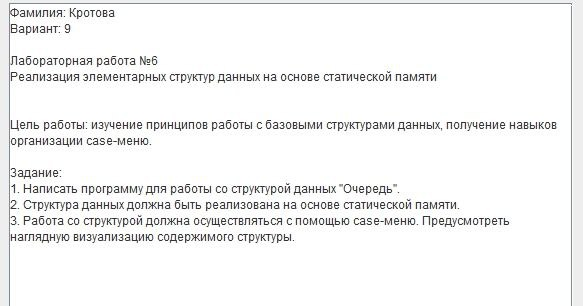 Фамилия: Кротова
Вариант: 9
Лабораторная работа №6
Реализация элементарных структур данных на основе статической памяти
Цель работы: изучение принципов работы с базовыми структурами данных, получение навыков
организации case-меню.
Задание:
1. Написать программу для работы со структурой данных "Очередь".
2. Структура данных должна быть реализована на основе статической памяти.
3. Работа со структурой должна осуществляться с помощью case-меню. Предусмотреть
наглядную визуализацию содержимого структуры.